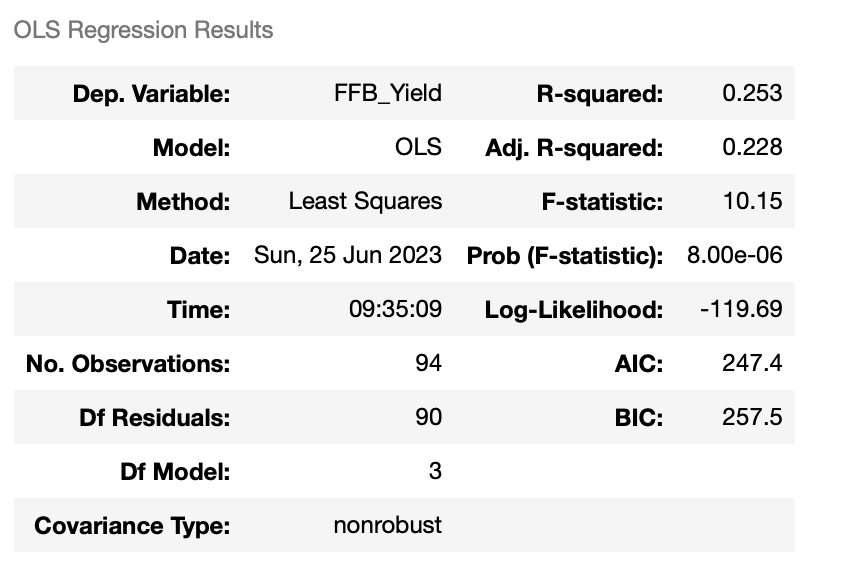 OLS Regression Results
Dep. Variable: FFB_Yield R-squared: 0.253
Model: OLS Adj. R-squared: 0.228
Method: Least Squares F-statistic: 10.15
Date: Sun, 25 Jun 2023 Prob (F-statistic): 8.00e-06
Time: 09:35:09 Log-Likelihood: -119.69
No. Observations: 94 AIC: 247.4
Df Residuals: 90 BIC: 257.5
Df Model: 3
Covariance Type: nonrobust